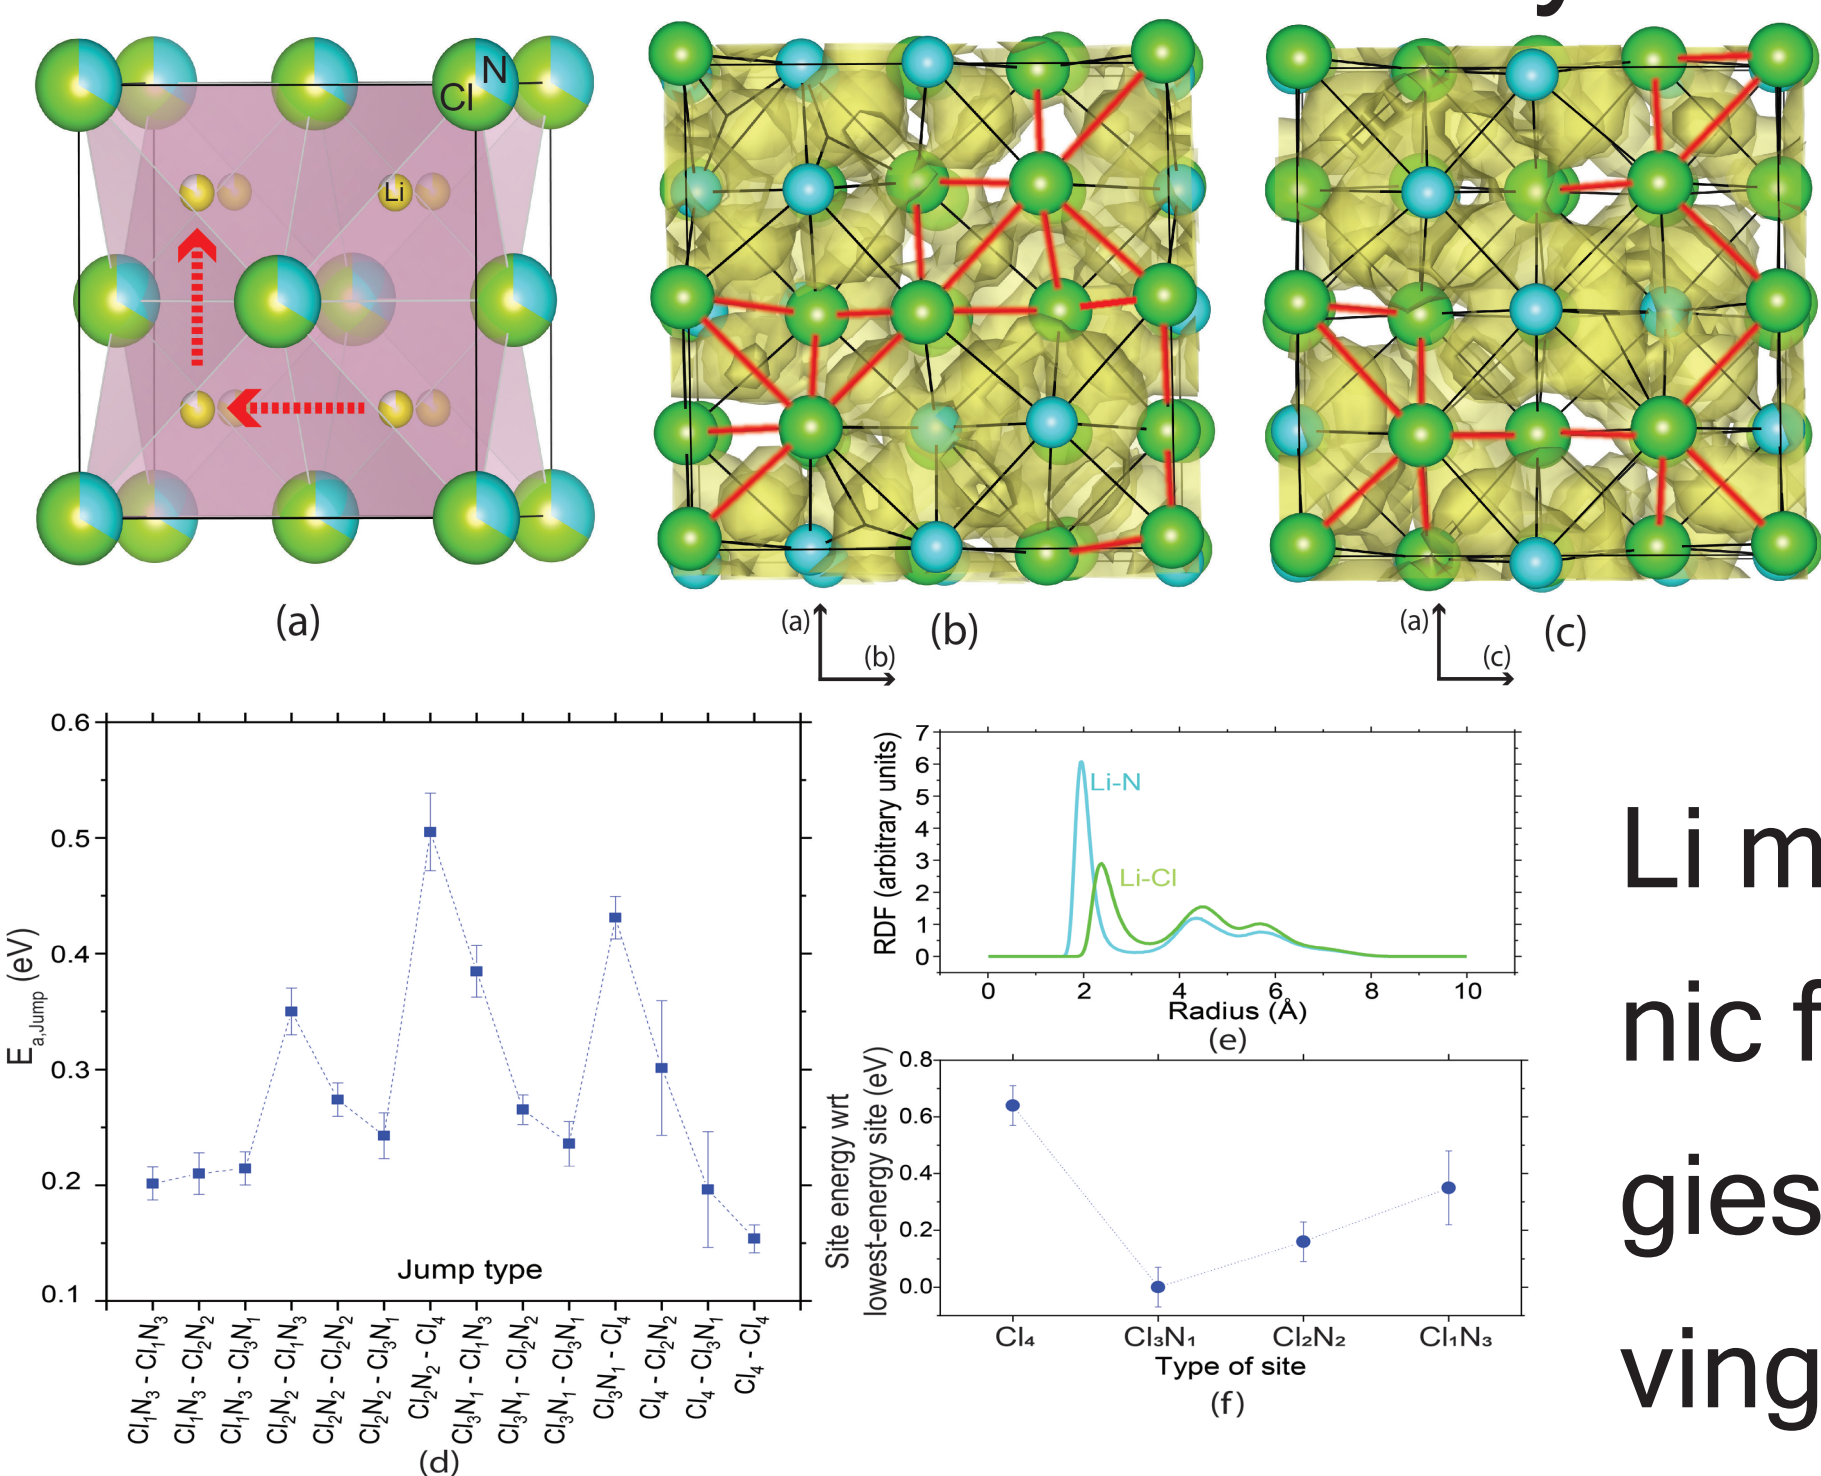 N
Cl
Li
(a)
(a)
(b)
(b)
(a)
(c)
(c)
0.6
0.5
0.4
0.3
0.2
0.1
E a,Jump (eV)
Jump type
Cl₁N₃ - Cl₁N₃
Cl₁N₃ - Cl₂N₂
Cl₁N₃ - Cl₃N₁
Cl₂N₂ - Cl₁N₃
Cl₂N₂ - Cl₂N₂
Cl₂N₂ - Cl₃N₁
Cl₂N₂ - Cl₄
Cl₃N₁ - Cl₁N₃
Cl₃N₁ - Cl₂N₂
Cl₃N₁ - Cl₃N₁
Cl₃N₁ - Cl₄
Cl₄ - Cl₂N₂
Cl₄ - Cl₃N₁
Cl₄ - Cl₄
(d)
RDF (arbitrary units)
7
6
5
4
3
2
1
0
Li-N
Li-Cl
0 2 4 6 8 10
Radius (Å)
(e)
Site energy wrt
lowest-energy site (eV)
0.8
0.6
0.4
0.2
0.0
Cl₄ Cl₃N₁ Cl₂N₂ Cl₁N₃
Type of site
(f)
Li m
nic f
gies
ving